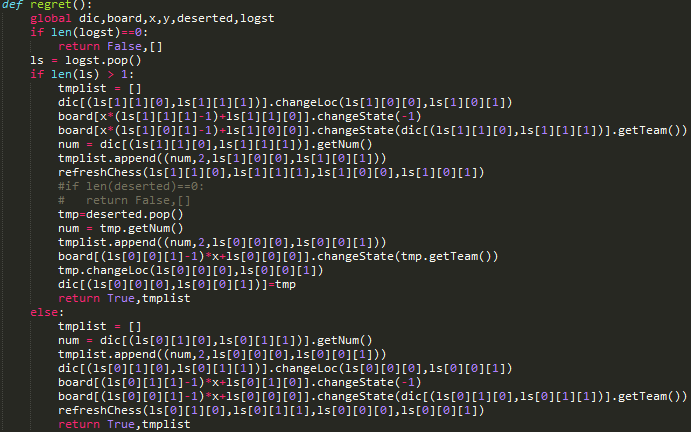 def regret():
    global dic,board,x,y,deserted,logst
    if len(logst)==0:
        return False,[]
    ls = logst.pop()
    if len(ls) > 1:
        tmplist = []
        dic[(ls[1][1][0],ls[1][1][1])].changeLoc(ls[1][0][0],ls[1][0][1])
        board[x*(ls[1][1][1]-1)+ls[1][1][0]].changeState(-1)
        board[x*(ls[1][0][1]-1)+ls[1][0][0]].changeState(dic[(ls[1][1][0],ls[1][1][1])].getTeam())
        num = dic[(ls[1][1][0],ls[1][1][1])].getNum()
        tmplist.append((num,2,ls[1][0][0],ls[1][0][1]))
        refreshChess(ls[1][1][0],ls[1][1][1],ls[1][0][0],ls[1][0][1])
        #if len(deserted)==0:
        #   return False,[]
        tmp=deserted.pop()
        num = tmp.getNum()
        tmplist.append((num,2,ls[0][0][0],ls[0][0][1]))
        board[(ls[0][0][1]-1)*x+ls[0][0][0]].changeState(tmp.getTeam())
        tmp.changeLoc(ls[0][0][0],ls[0][0][1])
        dic[(ls[0][0][0],ls[0][0][1])]=tmp
        return True,tmplist
    else:
        tmplist = []
        num = dic[(ls[0][1][0],ls[0][1][1])].getNum()
        tmplist.append((num,2,ls[0][0][0],ls[0][0][1]))
        dic[(ls[0][1][0],ls[0][1][1])].changeLoc(ls[0][0][0],ls[0][0][1])
        board[(ls[0][1][1]-1)*x+ls[0][1][0]].changeState(-1)
        board[(ls[0][0][1]-1)*x+ls[0][0][0]].changeState(dic[(ls[0][1][0],ls[0][1][1])].getTeam())
        refreshChess(ls[0][1][0],ls[0][1][1],ls[0][0][0],ls[0][0][1])
        return True,tmplist